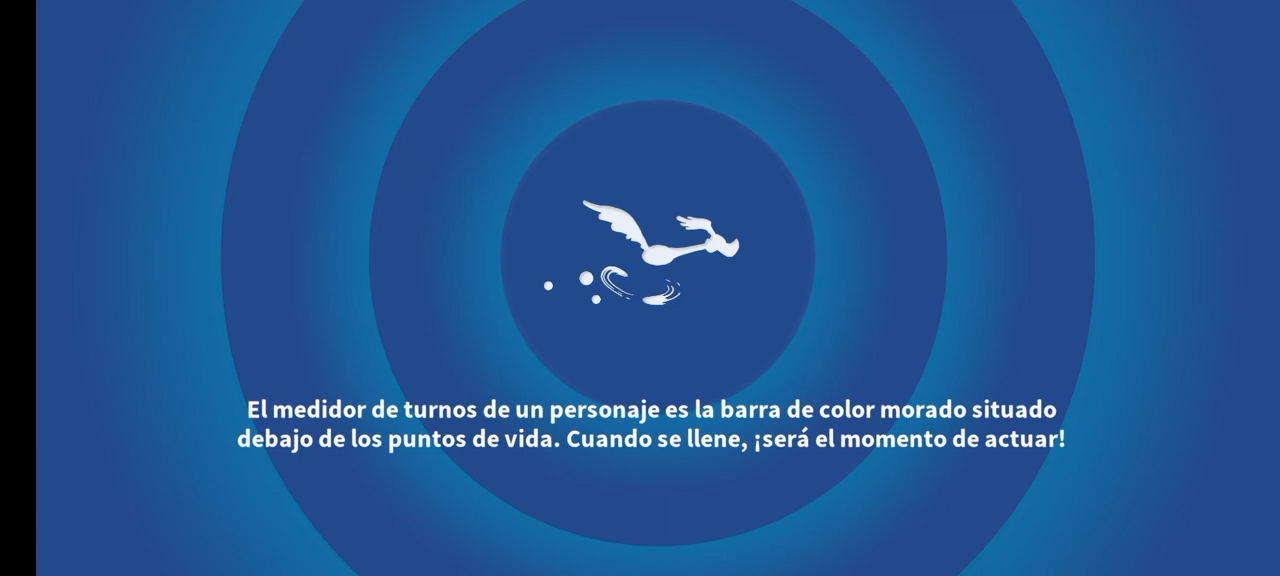 El medidor de turnos de un personaje es la barra de color morado situado
debajo de los puntos de vida. Cuando se llene, ¡será el momento de actuar!